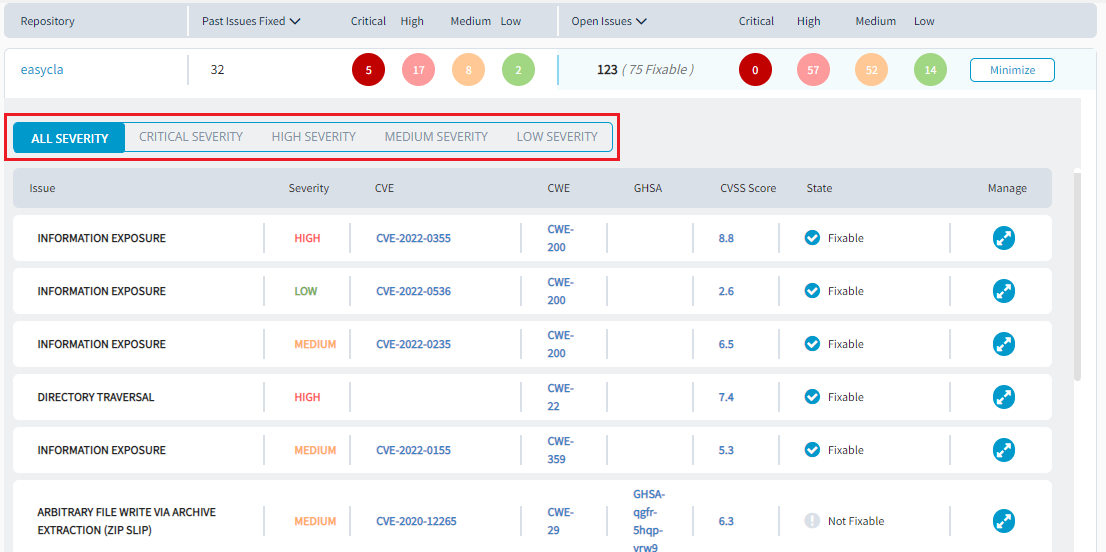 Repository Past Issues Fixed Critical High Medium Low Open Issues Critical High Medium Low
easycla 32 5 17 8 2 123 ( 75 Fixable ) 0 57 52 14 Minimize
ALL SEVERITY CRITICAL SEVERITY HIGH SEVERITY MEDIUM SEVERITY LOW SEVERITY
Issue Severity CVE CWE GHSA CVSS Score State Manage
INFORMATION EXPOSURE HIGH CVE-2022-0355 CWE-
200 8.8 Fixable
INFORMATION EXPOSURE LOW CVE-2022-0536 CWE-
200 2.6 Fixable
INFORMATION EXPOSURE MEDIUM CVE-2022-0235 CWE-
200 6.5 Fixable
DIRECTORY TRAVERSAL HIGH CWE-
22 7.4 Fixable
INFORMATION EXPOSURE MEDIUM CVE-2022-0155 CWE-
359 5.3 Fixable
ARBITRARY FILE WRITE VIA ARCHIVE
EXTRACTION (ZIP SLIP) MEDIUM CVE-2020-12265 CWE-
29 GHSA-
qgfr-
5hqp-
vrw9 6.3 Not Fixable